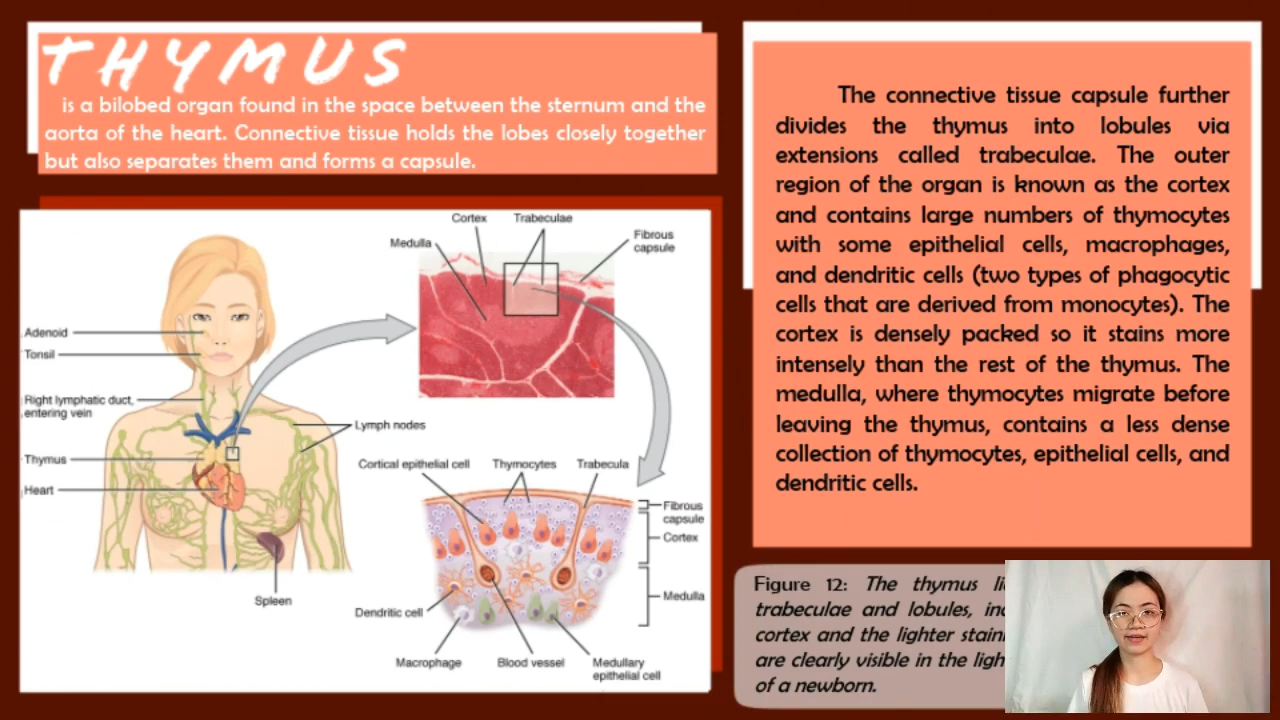 THYMUS
is a bilobed organ found in the space between the sternum and the
aorta of the heart. Connective tissue holds the lobes closely together
but also separates them and forms a capsule.
Cortex
Trabeculae
Medulla
Fibrous
capsule
Adenoid
Tonsil
Right lymphatic duct,
entering vein
Lymph nodes
Thymus
Heart
Spleen
Cortical epithelial cell
Thymocytes
Trabecula
Fibrous
capsule
Cortex
Medulla
Dendritic cell
Macrophage
Blood vessel
Medullary
epithelial cell
The connective tissue capsule further
divides the thymus into lobules via
extensions called trabeculae. The outer
region of the organ is known as the cortex
and contains large numbers of thymocytes
with some epithelial cells, macrophages,
and dendritic cells (two types of phagocytic
cells that are derived from monocytes). The
cortex is densely packed so it stains more
intensely than the rest of the thymus. The
medulla, where thymocytes migrate before
leaving the thymus, contains a less dense
collection of thymocytes, epithelial cells, and
dendritic cells.
Figure 12: The thymus
trabeculae and lobules,
cortex and the lighter
are clearly visible in the
of a newborn.